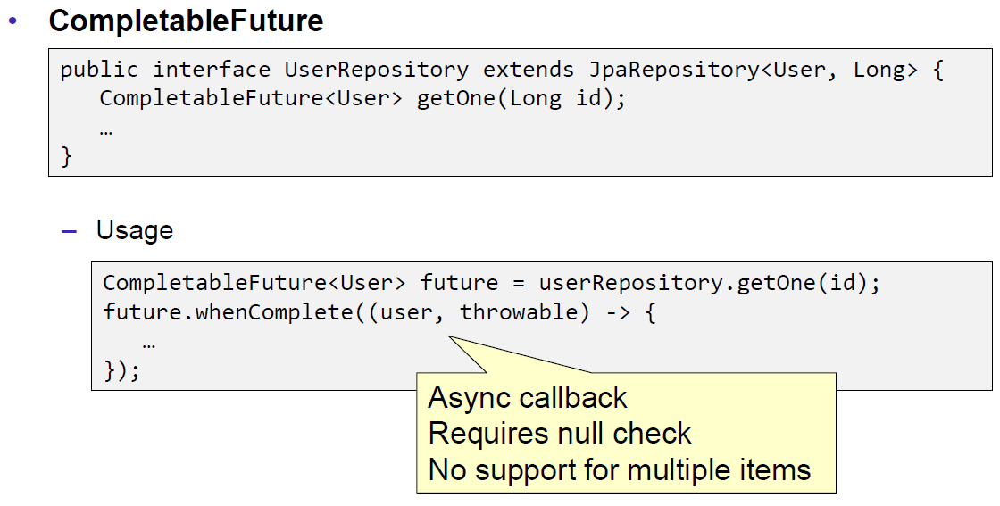 • CompletableFuture
public interface UserRepository extends JpaRepository<User, Long> {
   CompletableFuture<User> getOne(Long id);
   …
}
– Usage
CompletableFuture<User> future = userRepository.getOne(id);
future.whenComplete((user, throwable) -> {
   …
});
Async callback
Requires null check
No support for multiple items